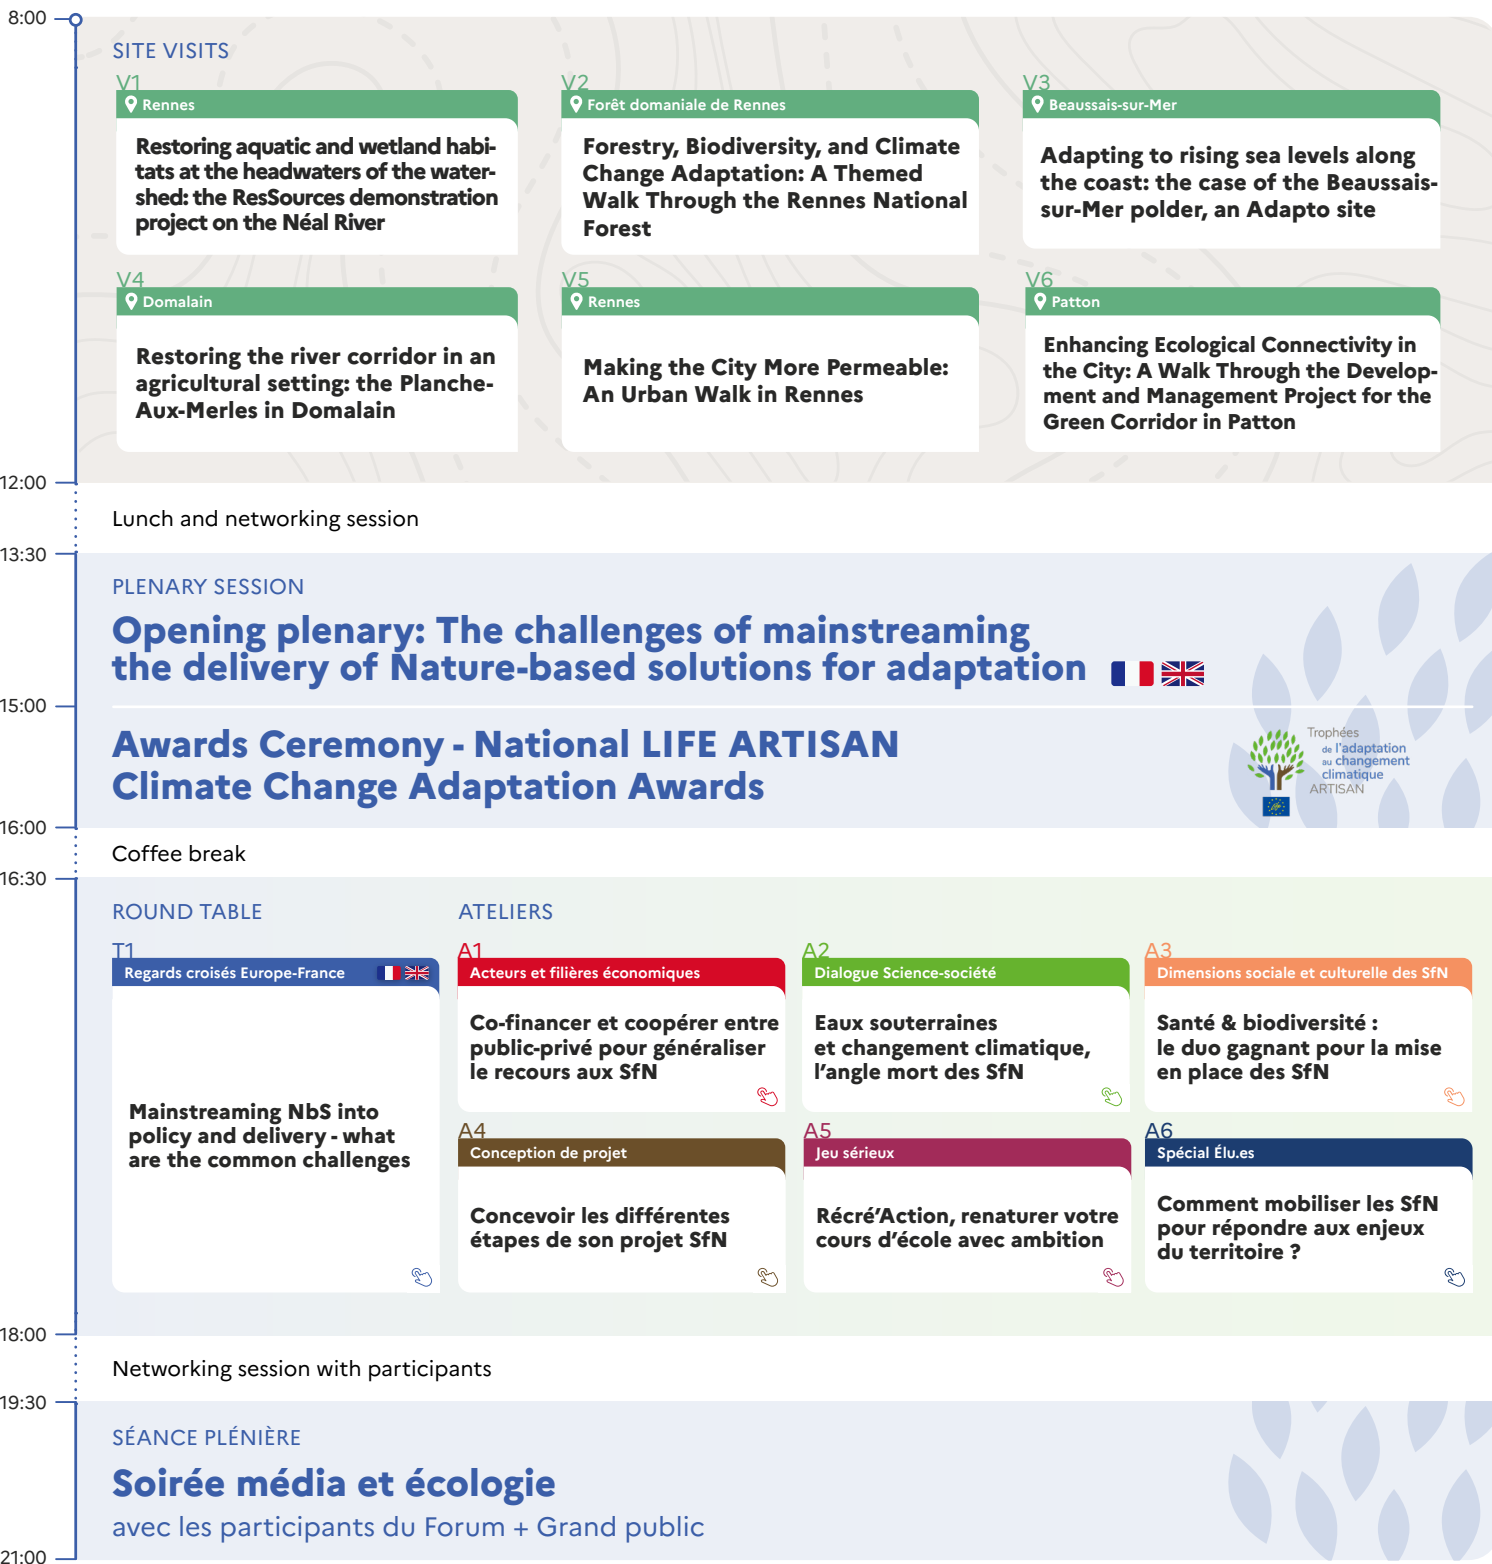 8:00
SITE VISITS
V1
Rennes
Restoring aquatic and wetland habi-
tats at the headwaters of the water-
shed: the ResSources demonstration
project on the Néal River
V2
Forêt domaniale de Rennes
Forestry, Biodiversity, and Climate
Change Adaptation: A Themed
Walk Through the Rennes National
Forest
V3
Beaussais-sur-Mer
Adapting to rising sea levels along
the coast: the case of the Beaussais-
sur-Mer polder, an Adapto site
V4
Domalain
Restoring the river corridor in an
agricultural setting: the Planche-
Aux-Merles in Domalain
V5
Rennes
Making the City More Permeable:
An Urban Walk in Rennes
V6
Patton
Enhancing Ecological Connectivity in
the City: A Walk Through the Develop-
ment and Management Project for the
Green Corridor in Patton
12:00
Lunch and networking session
13:30
PLENARY SESSION
Opening plenary: The challenges of mainstreaming
the delivery of Nature-based solutions for adaptation
15:00
Awards Ceremony - National LIFE ARTISAN
Climate Change Adaptation Awards
Trophées
de l'adaptation
au changement
climatique
ARTISAN
16:00
Coffee break
16:30
ROUND TABLE
T1
Regards croisés Europe-France
Mainstreaming NbS into
policy and delivery - what
are the common challenges
ATELIERS
A1
Acteurs et filières économiques
Co-financer et coopérer entre
public-privé pour généraliser
le recours aux SfN
A2
Dialogue Science-société
Eaux souterraines
et changement climatique,
l'angle mort des SfN
A3
Dimensions sociale et culturelle des SfN
Santé & biodiversité :
le duo gagnant pour la mise
en place des SfN
A4
Conception de projet
Concevoir les différentes
étapes de son projet SfN
A5
Jeu sérieux
Récré'Action, renaturer votre
cours d'école avec ambition
A6
Spécial Élu.es
Comment mobiliser les SfN
pour répondre aux enjeux
du territoire ?
18:00
Networking session with participants
19:30
SÉANCE PLÉNIÈRE
Soirée média et écologie
avec les participants du Forum + Grand public
21:00